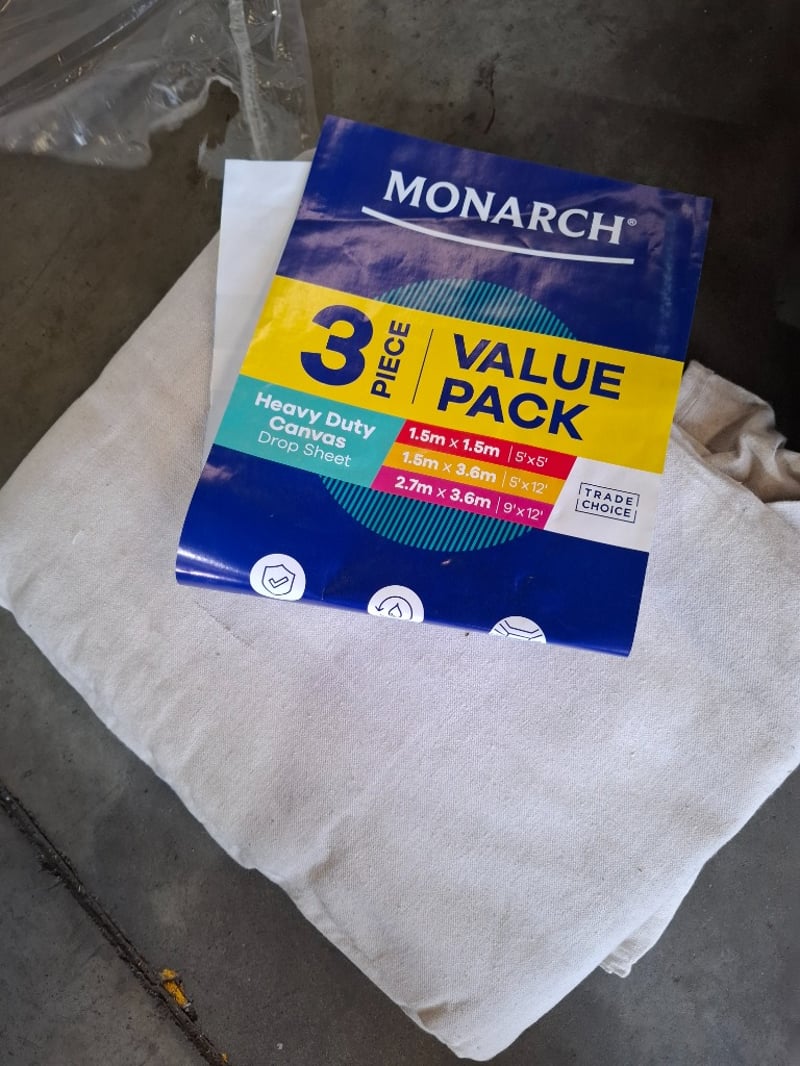 MONARCH®
3 PIECE
VALUE
PACK
Heavy Duty
Canvas
Drop Sheet
1.5m x 1.5m | 5'x5'
1.5m x 3.6m | 5'x12'
2.7m x 3.6m | 9'x12'
TRADE
CHOICE